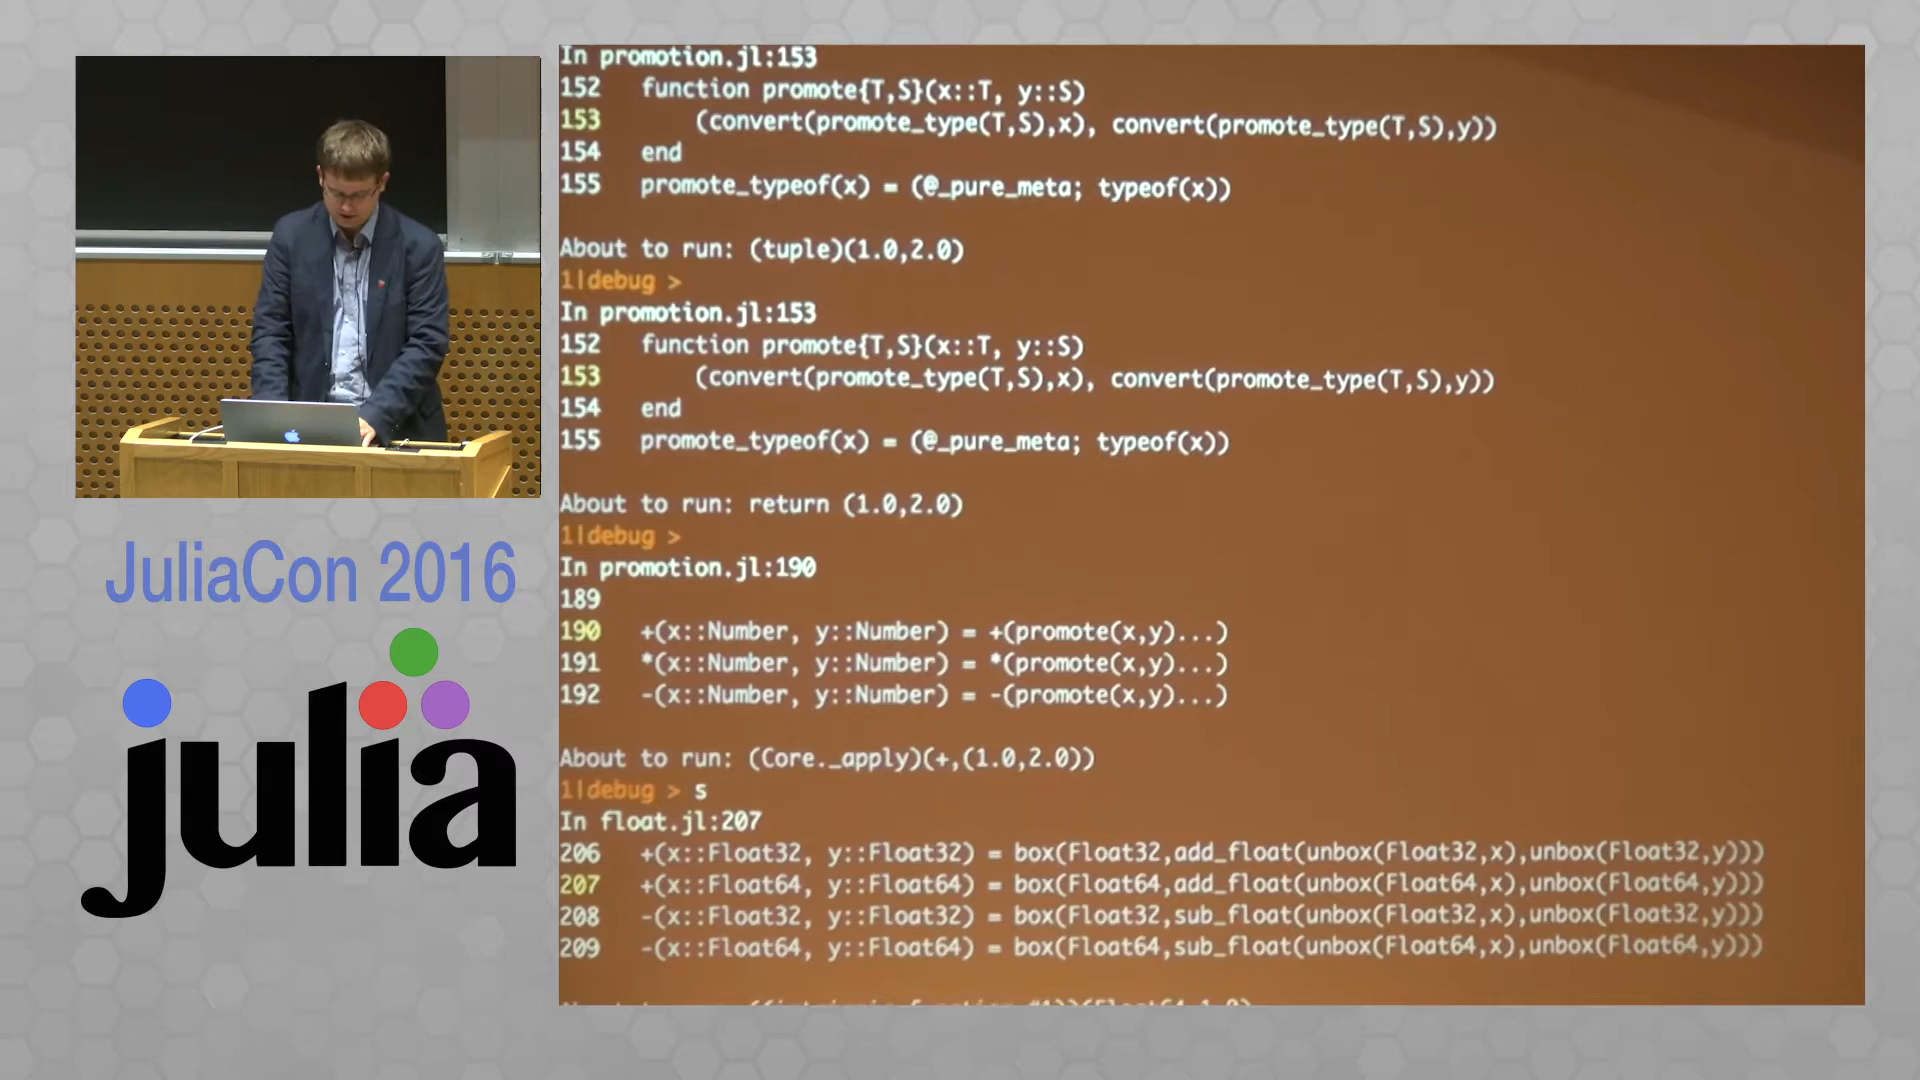 In promotion.jl:153
152 function promote{T,S}(x::T, y::S)
153 (convert(promote_type(T,S),x), convert(promote_type(T,S),y))
154 end
155 promote_typeof(x) = (@_pure_meta; typeof(x))
About to run: (tuple)(1.0,2.0)
1|debug >
In promotion.jl:153
152 function promote{T,S}(x::T, y::S)
153 (convert(promote_type(T,S),x), convert(promote_type(T,S),y))
154 end
155 promote_typeof(x) = (@_pure_meta; typeof(x))
About to run: return (1.0,2.0)
1|debug >
In promotion.jl:190
189
190 +(x::Number, y::Number) = +(promote(x,y)...)
191 *(x::Number, y::Number) = *(promote(x,y)...)
192 -(x::Number, y::Number) = -(promote(x,y)...)
About to run: (Core._apply)(+,(1.0,2.0))
1|debug > s
In float.jl:207
206 +(x::Float32, y::Float32) = box(Float32,add_float(unbox(Float32,x),unbox(Float32,y)))
207 +(x::Float64, y::Float64) = box(Float64,add_float(unbox(Float64,x),unbox(Float64,y)))
208 -(x::Float32, y::Float32) = box(Float32,sub_float(unbox(Float32,x),unbox(Float32,y)))
209 -(x::Float64, y::Float64) = box(Float64,sub_float(unbox(Float64,x),unbox(Float64,y)))
JuliaCon 2016
julia